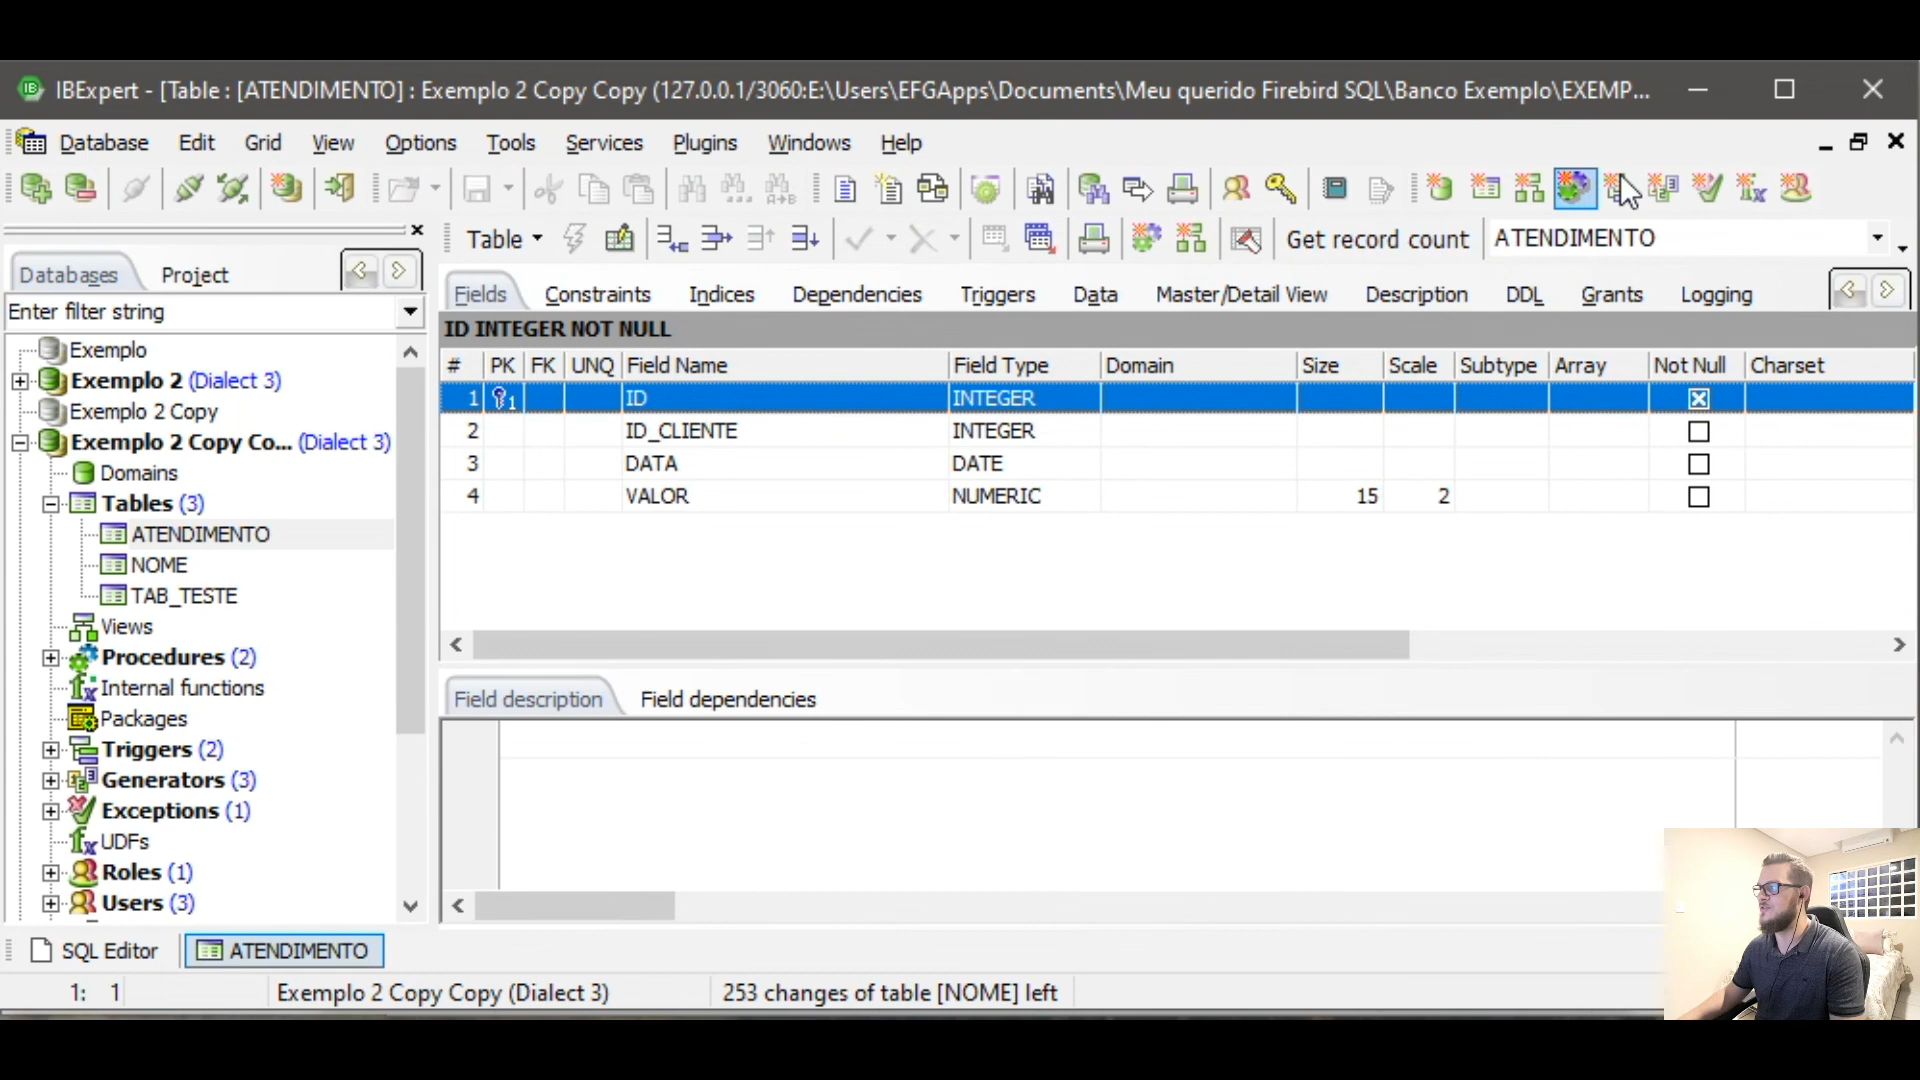 IBExpert - [Table : [ATENDIMENTO] : Exemplo 2 Copy Copy (127.0.0.1/3060:E:\Users\EFGApps\Documents\Meu querido Firebird SQL\Banco Exemplo\EXEMP...
Database Edit Grid View Options Tools Services Plugins Windows Help
Table Get record count ATENDIMENTO
Databases Project
Enter filter string
Exemplo
Exemplo 2 (Dialect 3)
Exemplo 2 Copy
Exemplo 2 Copy Co... (Dialect 3)
Domains
Tables (3)
ATENDIMENTO
NOME
TAB_TESTE
Views
Procedures (2)
Internal functions
Packages
Triggers (2)
Generators (3)
Exceptions (1)
UDFs
Roles (1)
Users (3)
Fields Constraints Indices Dependencies Triggers Data Master/Detail View Description DDL Grants Logging
ID INTEGER NOT NULL
# PK FK UNQ Field Name Field Type Domain Size Scale Subtype Array Not Null Charset
1 1 ID INTEGER
2 ID_CLIENTE INTEGER
3 DATA DATE
4 VALOR NUMERIC 15 2
Field description Field dependencies
SQL Editor ATENDIMENTO
1: 1 Exemplo 2 Copy Copy (Dialect 3) 253 changes of table [NOME] left